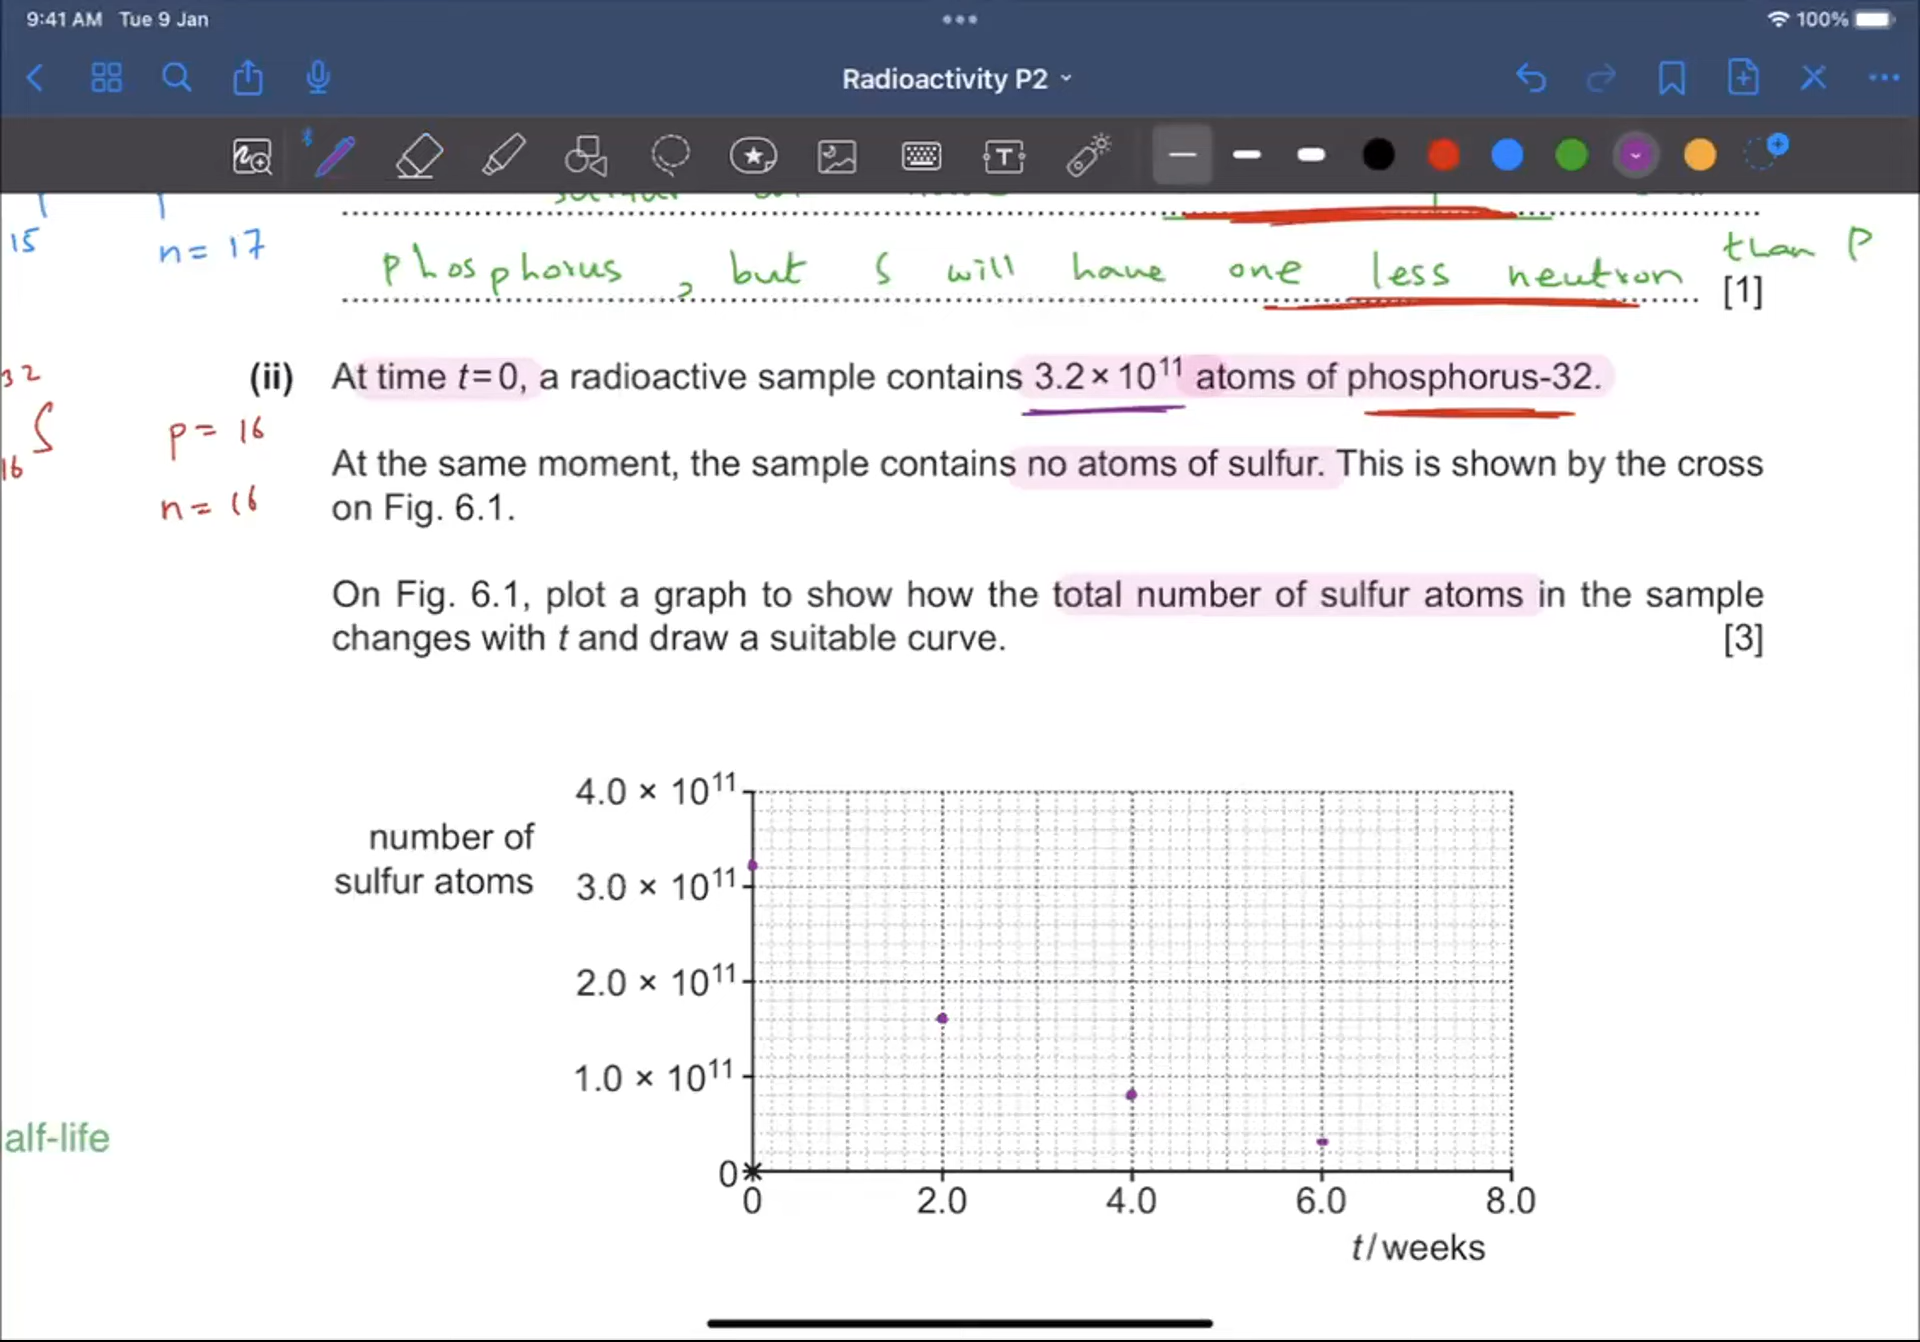 9:41 AM Tue 9 Jan
100%
Radioactivity P2
15
n = 17
phosphorus, but S will have one less neutron than P
[1]
(ii) At time t = 0, a radioactive sample contains 3.2 × 10¹¹ atoms of phosphorus-32.
32
S
16
p = 16
n = 16
At the same moment, the sample contains no atoms of sulfur. This is shown by the cross
on Fig. 6.1.
On Fig. 6.1, plot a graph to show how the total number of sulfur atoms in the sample
changes with t and draw a suitable curve. [3]
number of
sulfur atoms
4.0 × 10¹¹
3.0 × 10¹¹
2.0 × 10¹¹
1.0 × 10¹¹
0
0 2.0 4.0 6.0 8.0
t / weeks
alf-life